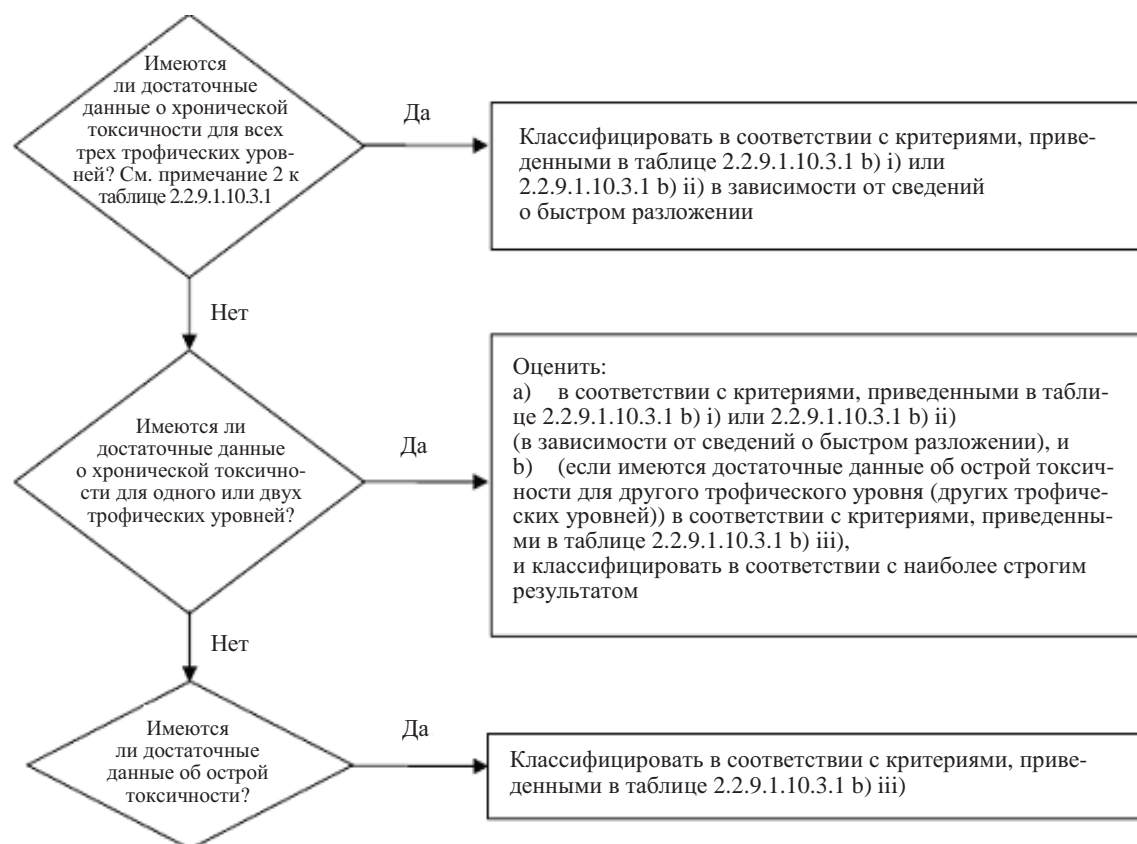 Имеются
ли достаточные
данные о хронической
токсичности для всех
трех трофических уров-
ней? См. примечание 2 к
таблице 2.2.9.1.10.3.1
Да
Классифицировать в соответствии с критериями, приве-
денными в таблице 2.2.9.1.10.3.1 b) i) или
2.2.9.1.10.3.1 b) ii) в зависимости от сведений
о быстром разложении
Нет
Имеются ли
достаточные данные
о хронической токсично-
сти для одного или двух
трофических уровней?
Да
Оценить:
a) в соответствии с критериями, приведенными в табли-
це 2.2.9.1.10.3.1 b) i) или 2.2.9.1.10.3.1 b) ii)
(в зависимости от сведений о быстром разложении), и
b) (если имеются достаточные данные об острой токсич-
ности для другого трофического уровня (других трофиче-
ских уровней)) в соответствии с критериями, приведенны-
ми в таблице 2.2.9.1.10.3.1 b) iii),
и классифицировать в соответствии с наиболее строгим
результатом
Нет
Имеются
ли достаточные
данные об острой
токсичности?
Да
Классифицировать в соответствии с критериями, приве-
денными в таблице 2.2.9.1.10.3.1 b) iii)